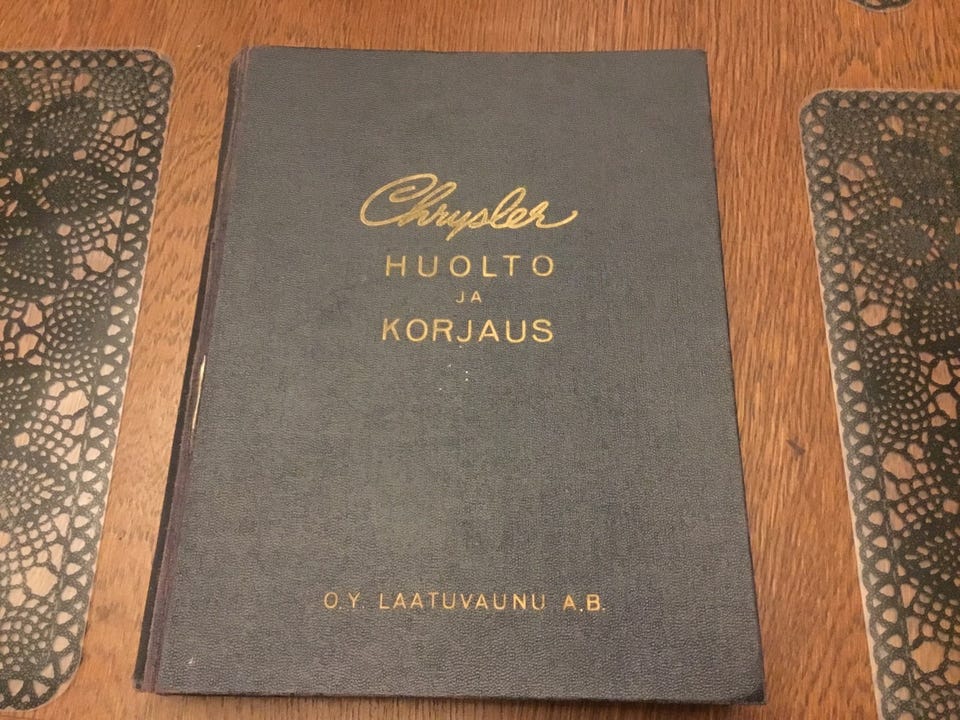 Chrysler
HUOLTO
JA
KORJAUS
O.Y. LAATUVAUNU A.B.